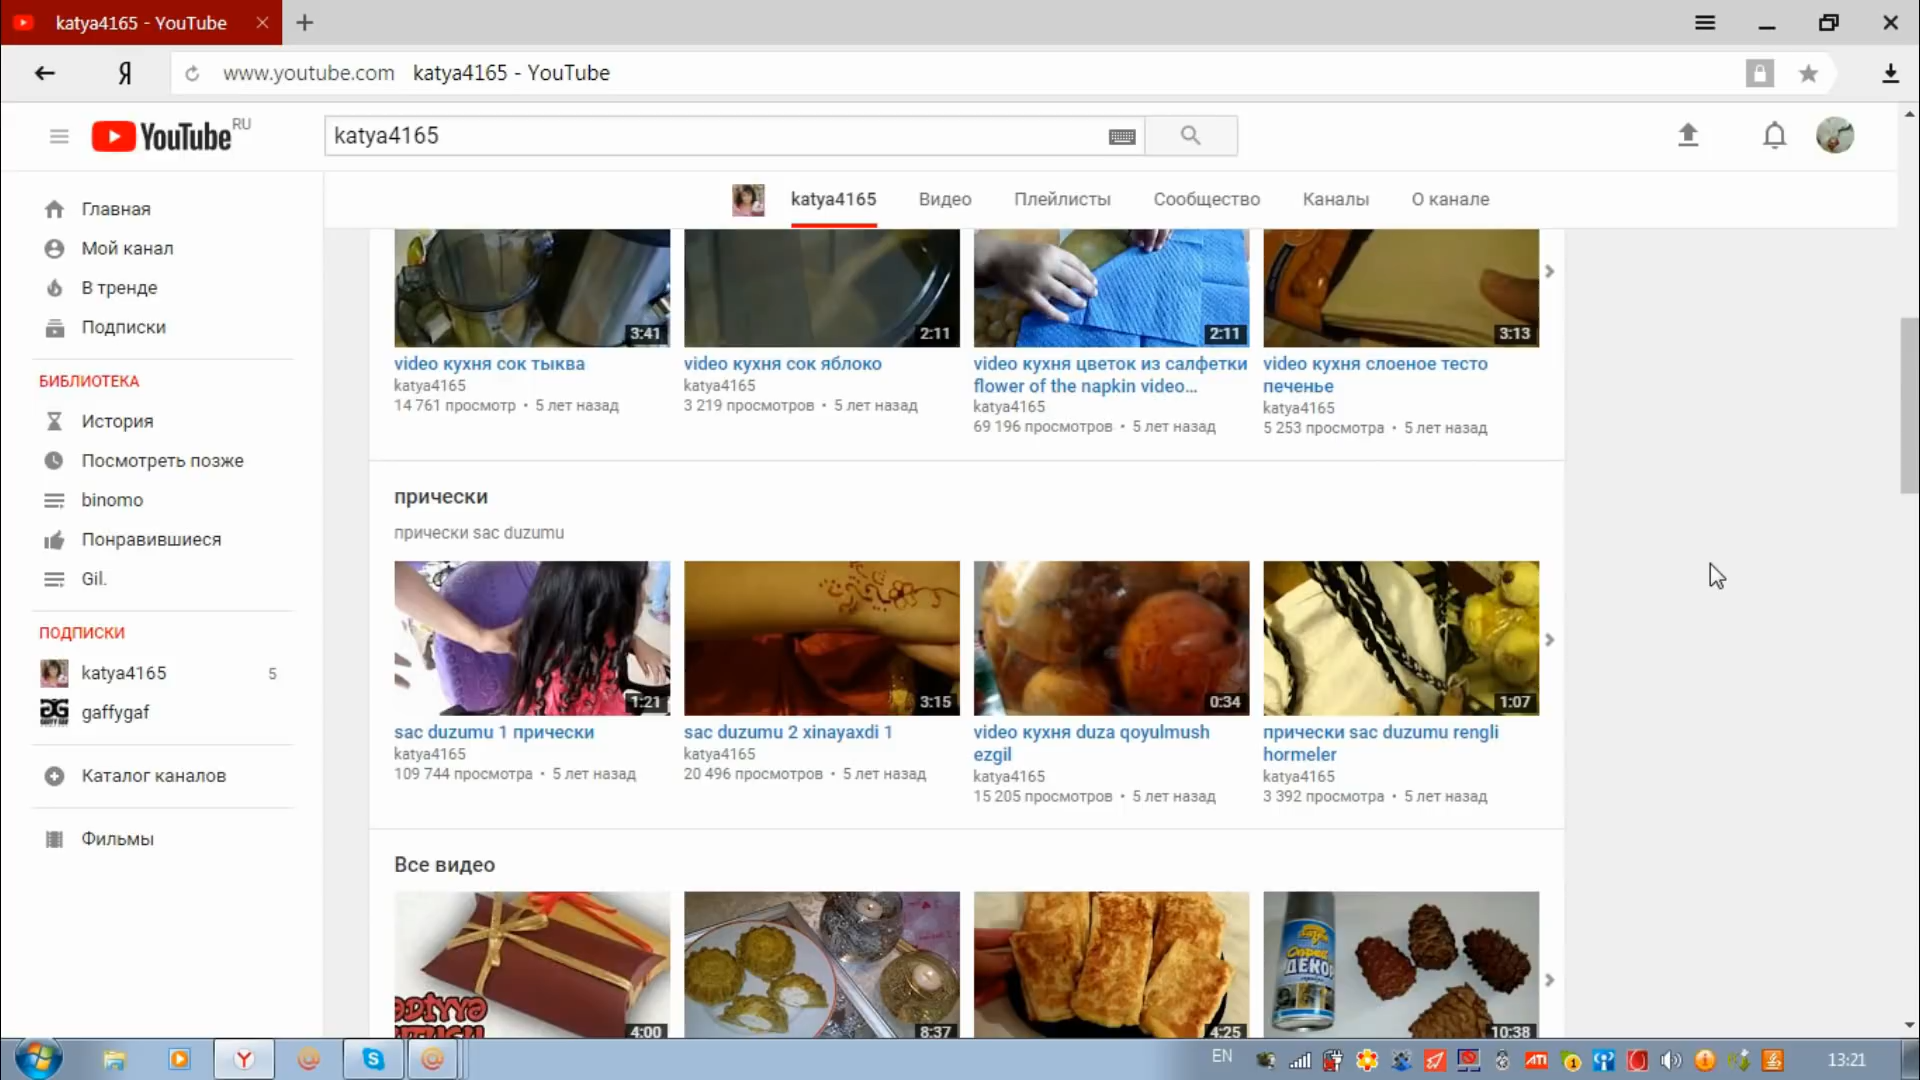 katya4165 - YouTube
Я
www.youtube.com katya4165 - YouTube
YouTube RU
katya4165
katya4165 Видео Плейлисты Сообщество Каналы О канале
Главная
Мой канал
В тренде
Подписки
БИБЛИОТЕКА
История
Посмотреть позже
binomo
Понравившиеся
Gil.
ПОДПИСКИ
katya4165 5
gaffygaf
Каталог каналов
Фильмы
3:41
video кухня сок тыква
katya4165
14 761 просмотр • 5 лет назад
2:11
video кухня сок яблоко
katya4165
3 219 просмотров • 5 лет назад
2:11
video кухня цветок из салфетки
flower of the napkin video...
katya4165
69 196 просмотров • 5 лет назад
3:13
video кухня слоеное тесто
печенье
katya4165
5 253 просмотра • 5 лет назад
прически
прически sac duzumu
1:21
sac duzumu 1 прически
katya4165
109 744 просмотра • 5 лет назад
3:15
sac duzumu 2 xinayaxdi 1
katya4165
20 496 просмотров • 5 лет назад
0:34
video кухня duza qoyulmush
ezgil
katya4165
15 205 просмотров • 5 лет назад
1:07
прически sac duzumu rengli
hormeler
katya4165
3 392 просмотра • 5 лет назад
Все видео
4:00
8:37
4:25
ДЕКОР
10:38
EN
13:21